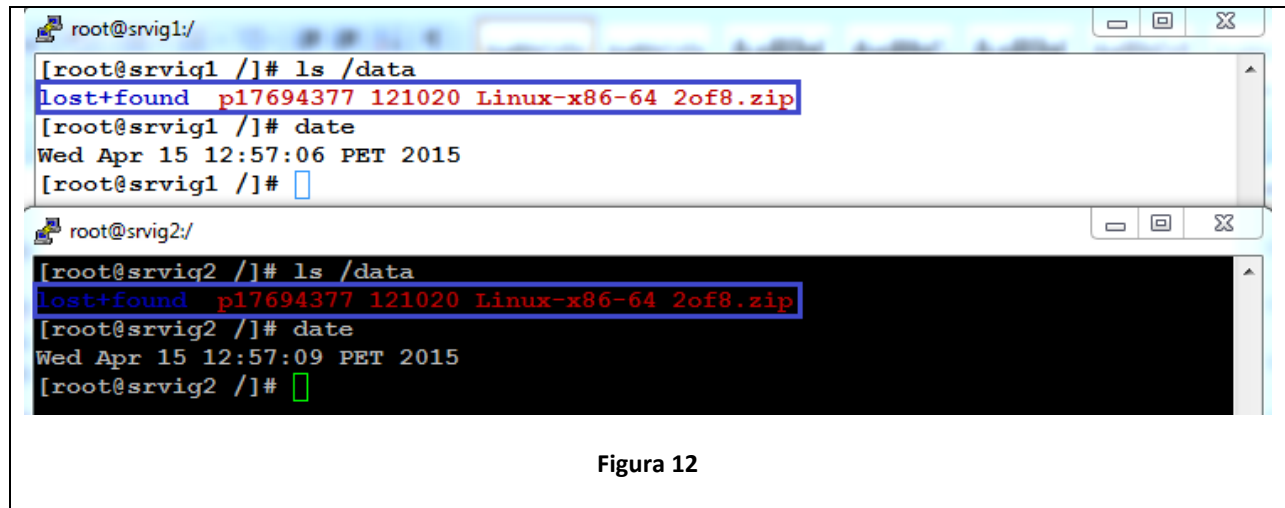 root@srvig1:/
[root@srvig1 /]# ls /data
lost+found  p17694377 121020 Linux-x86-64 2of8.zip
[root@srvig1 /]# date
Wed Apr 15 12:57:06 PET 2015
[root@srvig1 /]#
root@srvig2:/
[root@srvig2 /]# ls /data
lost+found  p17694377 121020 Linux-x86-64 2of8.zip
[root@srvig2 /]# date
Wed Apr 15 12:57:09 PET 2015
[root@srvig2 /]#
Figura 12